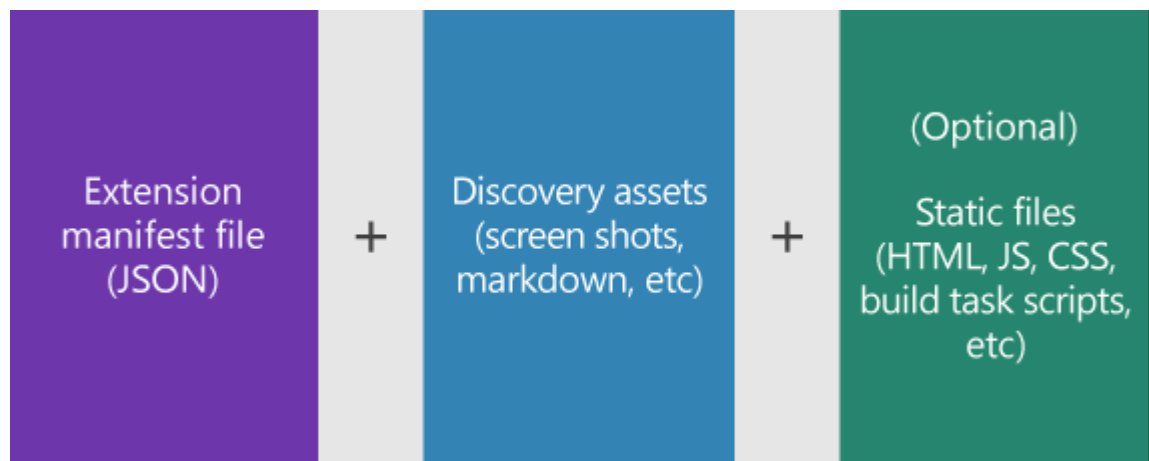 Extension
manifest file
(JSON)
+
Discovery assets
(screen shots,
markdown, etc)
+
(Optional)
Static files
(HTML, JS, CSS,
build task scripts,
etc)